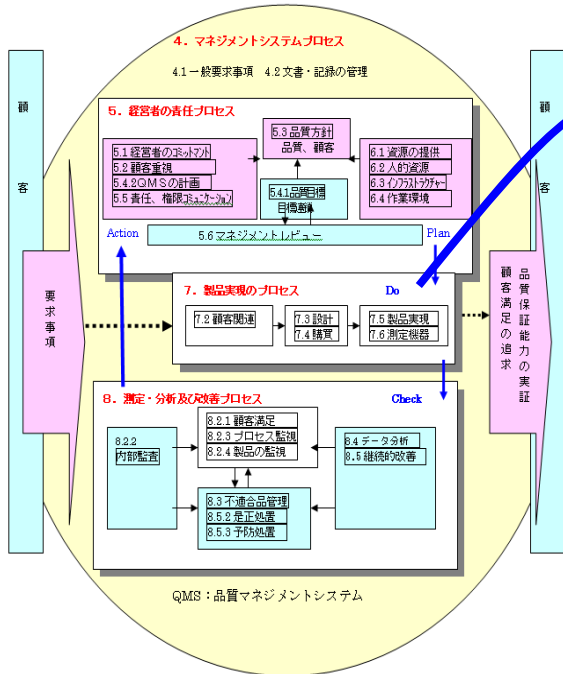 4．マネジメントシステムプロセス
4.1一般要求事項　4.2文書・記録の管理
顧客
顧客
5．経営者の責任プロセス
5.3品質方針
品質、顧客
5.1経営者のコミットマント
5.2顧客重視
5.4.2QMSの計画
5.5責任、権限コミュニケーション
6.1資源の提供
6.2人的資源
6.3インフラストラクチャー
6.4作業環境
5.4.1品質目標
5.6マネジメントレビュー
Action
Plan
要求事項
7．製品実現のプロセス
Do
7.2顧客関連
7.3設計
7.4購買
7.5製品実現
7.6測定機器
品質保証能力の実証
顧客満足の追求
8．測定・分析及び改善プロセス
Check
8.2.2
内部監査
8.2.1顧客満足
8.2.3プロセス監視
8.2.4製品の監視
8.4データ分析
8.5継続的改善
8.3不適合品管理
8.5.2是正処置
8.5.3予防処置
QMS：品質マネジメントシステム